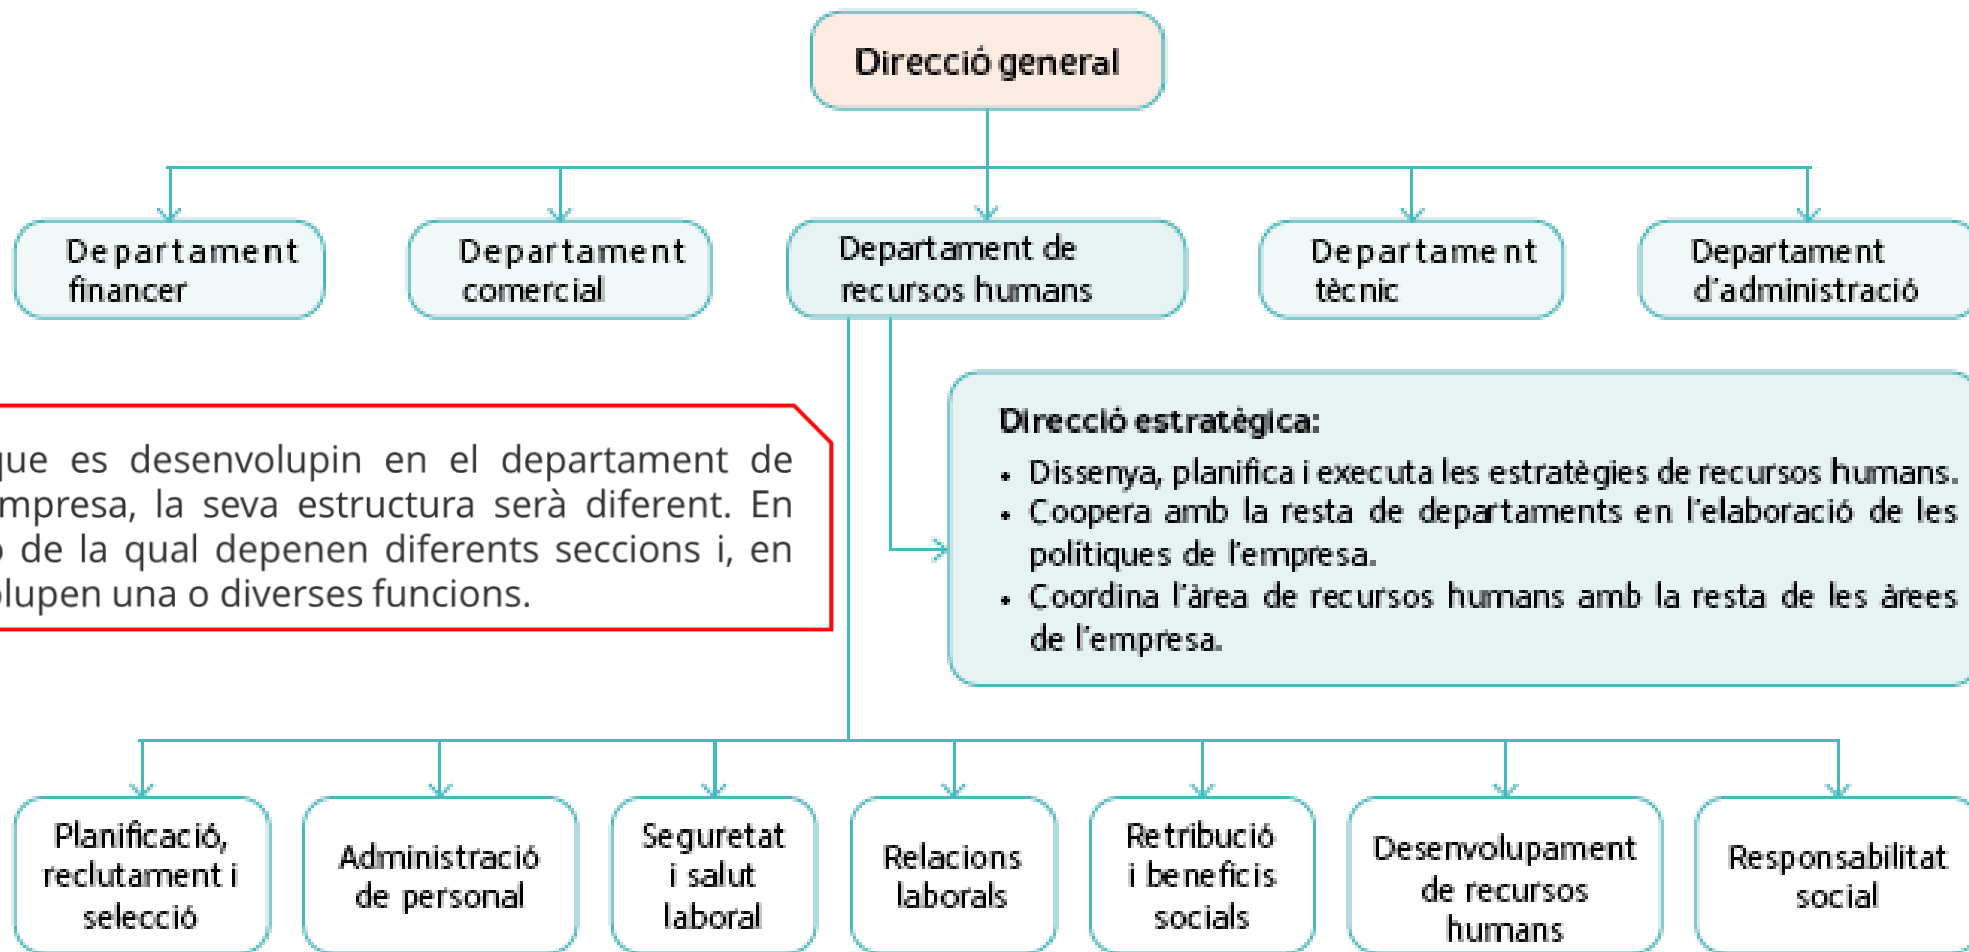 Direcció general
Departament
financer
Departament
comercial
Departament de
recursos humans
Departament
tècnic
Departament
d'administració
que es desenvolupin en el departament de
empresa, la seva estructura serà diferent. En
de la qual depenen diferents seccions i, en
una o diverses funcions.
Direcció estratègica:
• Dissenya, planifica i executa les estratègies de recursos humans.
• Coopera amb la resta de departaments en l'elaboració de les
polítiques de l'empresa.
• Coordina l'àrea de recursos humans amb la resta de les àrees
de l'empresa.
Planificació,
reclutament i
selecció
Administració
de personal
Seguretat
i salut
laboral
Relacions
laborals
Retribució
i beneficis
socials
Desenvolupament
de recursos
humans
Responsabilitat
social